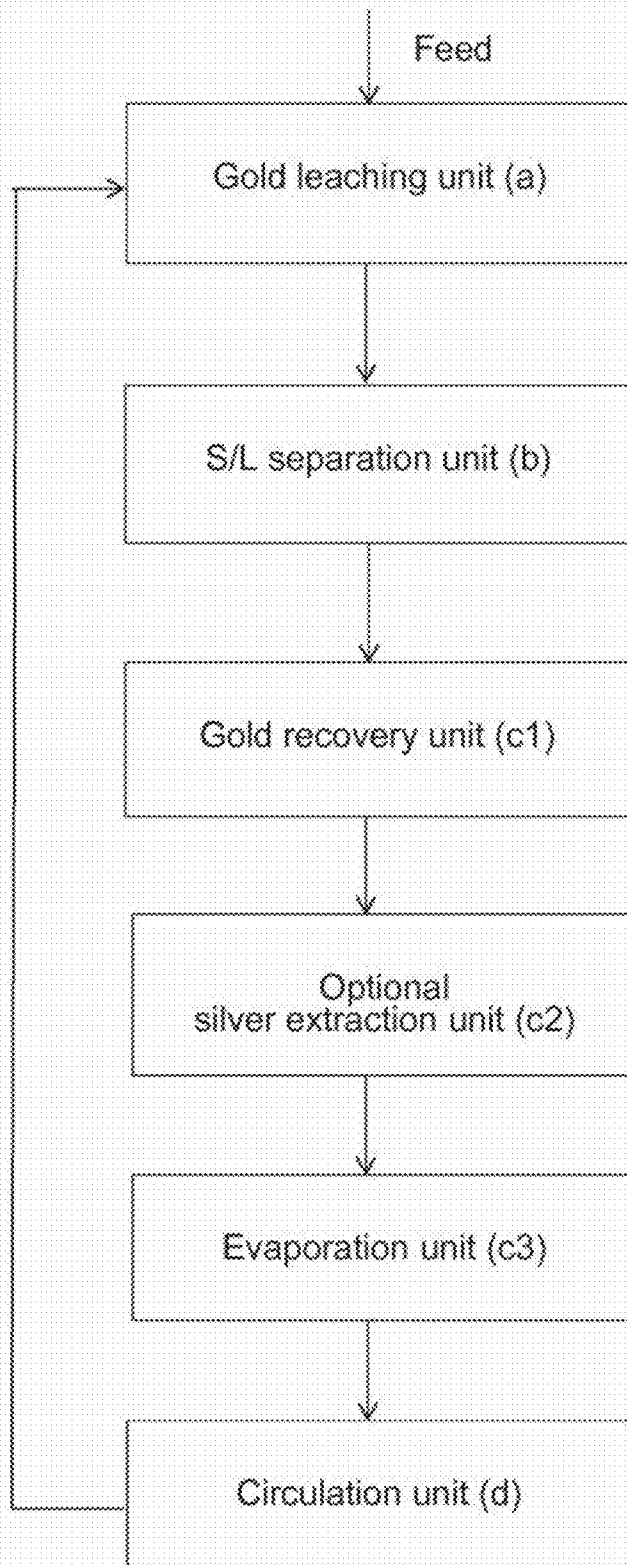 Feed
Gold leaching unit (a)
S/L separation unit (b)
Gold recovery unit (c1)
Optional
silver extraction unit (c2)
Evaporation unit (c3)
Circulation unit (d)